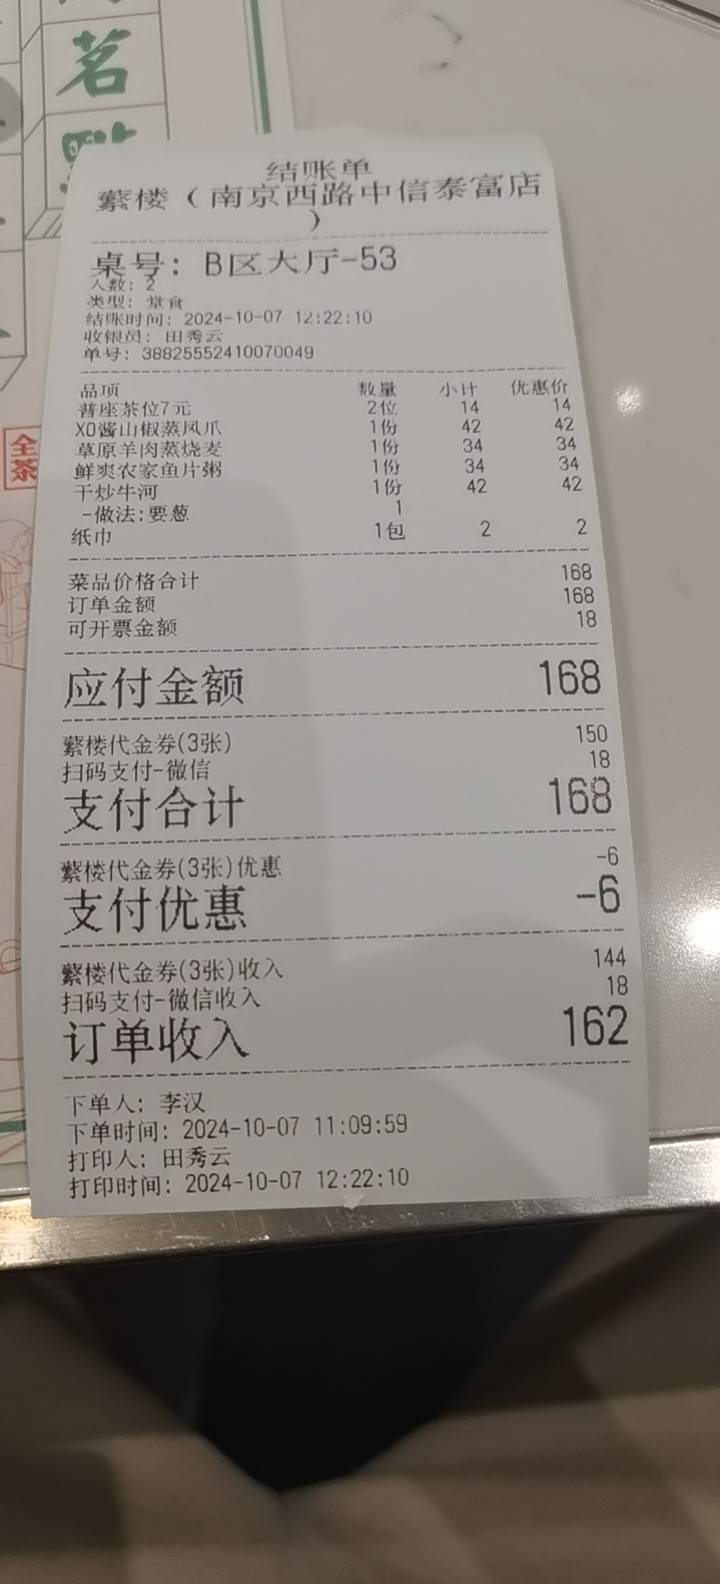 茗
结账单
蘩楼（南京西路中信泰富店
）
桌号: B区大厅-53
人数: 2
类型: 堂食
结账时间: 2024-10-07 12:22:10
收银员: 田秀云
单号: 38825552410070049
品项 数量 小计 优惠价
普座茶位7元 2位 14 14
XO酱山椒蒸凤爪 1份 42 42
草原羊肉蒸烧麦 1份 34 34
鲜爽农家鱼片粥 1份 34 34
干炒牛河 1份 42 42
-做法:要葱 1
纸巾 1包 2 2
菜品价格合计 168
订单金额 168
可开票金额 18
应付金额 168
蘩楼代金券(3张) 150
扫码支付-微信 18
支付合计 168
蘩楼代金券(3张)优惠 -6
支付优惠 -6
蘩楼代金券(3张)收入 144
扫码支付-微信收入 18
订单收入 162
下单人: 李汉
下单时间: 2024-10-07 11:09:59
打印人: 田秀云
打印时间: 2024-10-07 12:22:10
全
茶